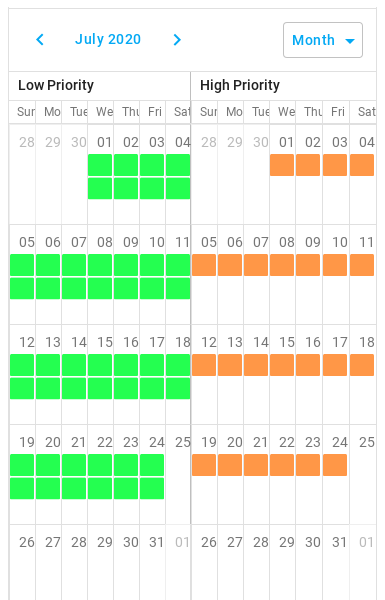 July 2020 Month
Low Priority High Priority
Sun Mo Tue We Thu Fri Sat Sun Mo Tue We Thu Fri Sat
28 29 30 01 02 03 04 28 29 30 01 02 03 04
05 06 07 08 09 10 11 05 06 07 08 09 10 11
12 13 14 15 16 17 18 12 13 14 15 16 17 18
19 20 21 22 23 24 25 19 20 21 22 23 24 25
26 27 28 29 30 31 01 26 27 28 29 30 31 01